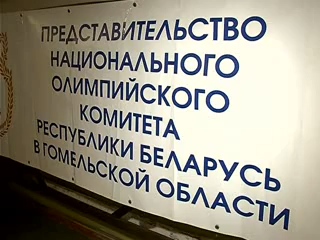 ПРЕДСТАВИТЕЛЬСТВО
НАЦИОНАЛЬНОГО
ОЛИМПИЙСКОГО
КОМИТЕТА
РЕСПУБЛИКИ БЕЛАРУСЬ
В ГОМЕЛЬСКОЙ ОБЛАСТИ